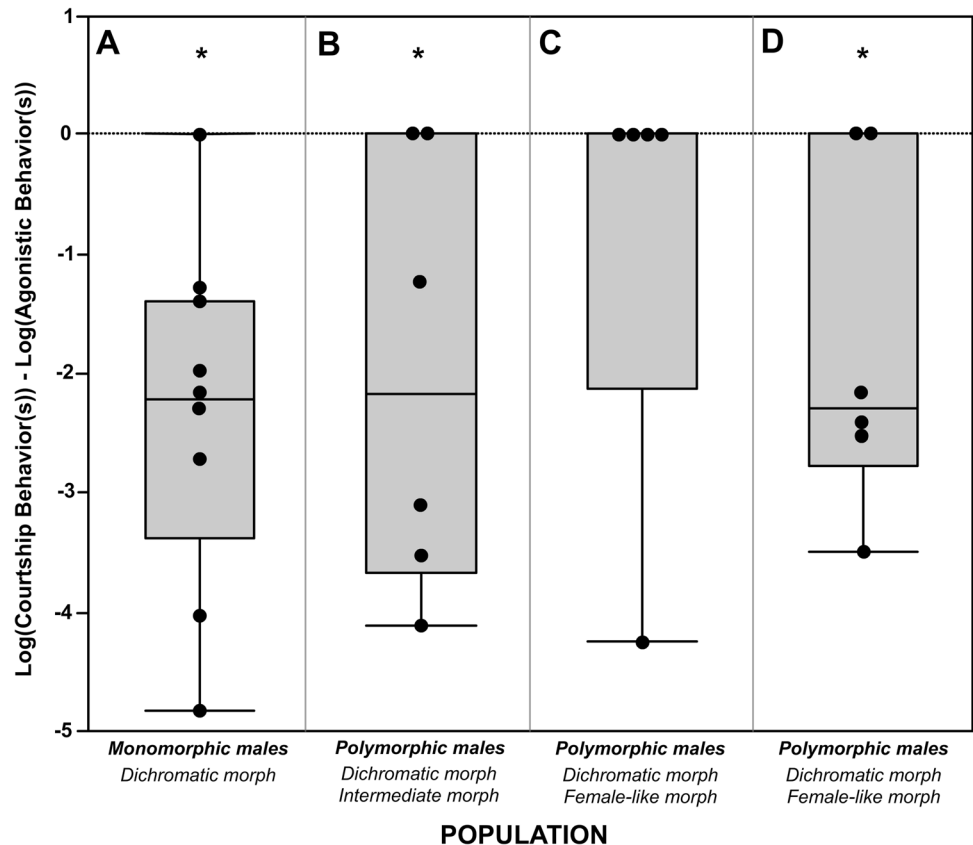 Log(Courtship Behavior(s)) - Log(Agonistic Behavior(s))
1
0
-1
-2
-3
-4
-5
A
*
B
*
C
D
*
Monomorphic males
Dichromatic morph
Polymorphic males
Dichromatic morph
Intermediate morph
Polymorphic males
Dichromatic morph
Female-like morph
Polymorphic males
Dichromatic morph
Female-like morph
POPULATION